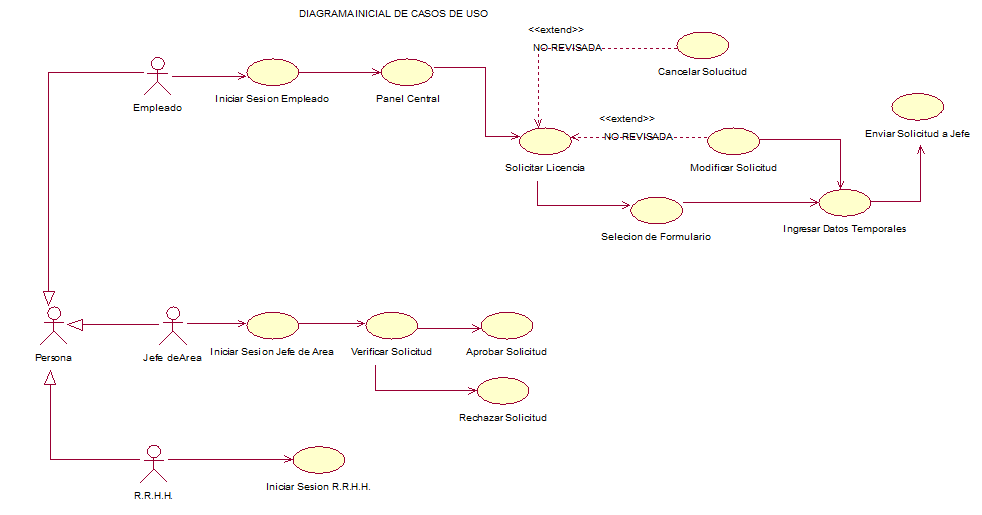 DIAGRAMA INICIAL DE CASOS DE USO
<<extend>>
NO REVISADA
Cancelar Solucitud
Empleado
Iniciar Sesion Empleado
Panel Central
<<extend>>
NO REVISADA
Enviar Solicitud a Jefe
Solicitar Licencia
Modificar Solicitud
Selecion de Formulario
Ingresar Datos Temporales
Persona
Jefe deArea
Iniciar Sesion Jefe de Area
Verificar Solicitud
Aprobar Solicitud
Rechazar Solicitud
R.R.H.H.
Iniciar Sesion R.R.H.H.